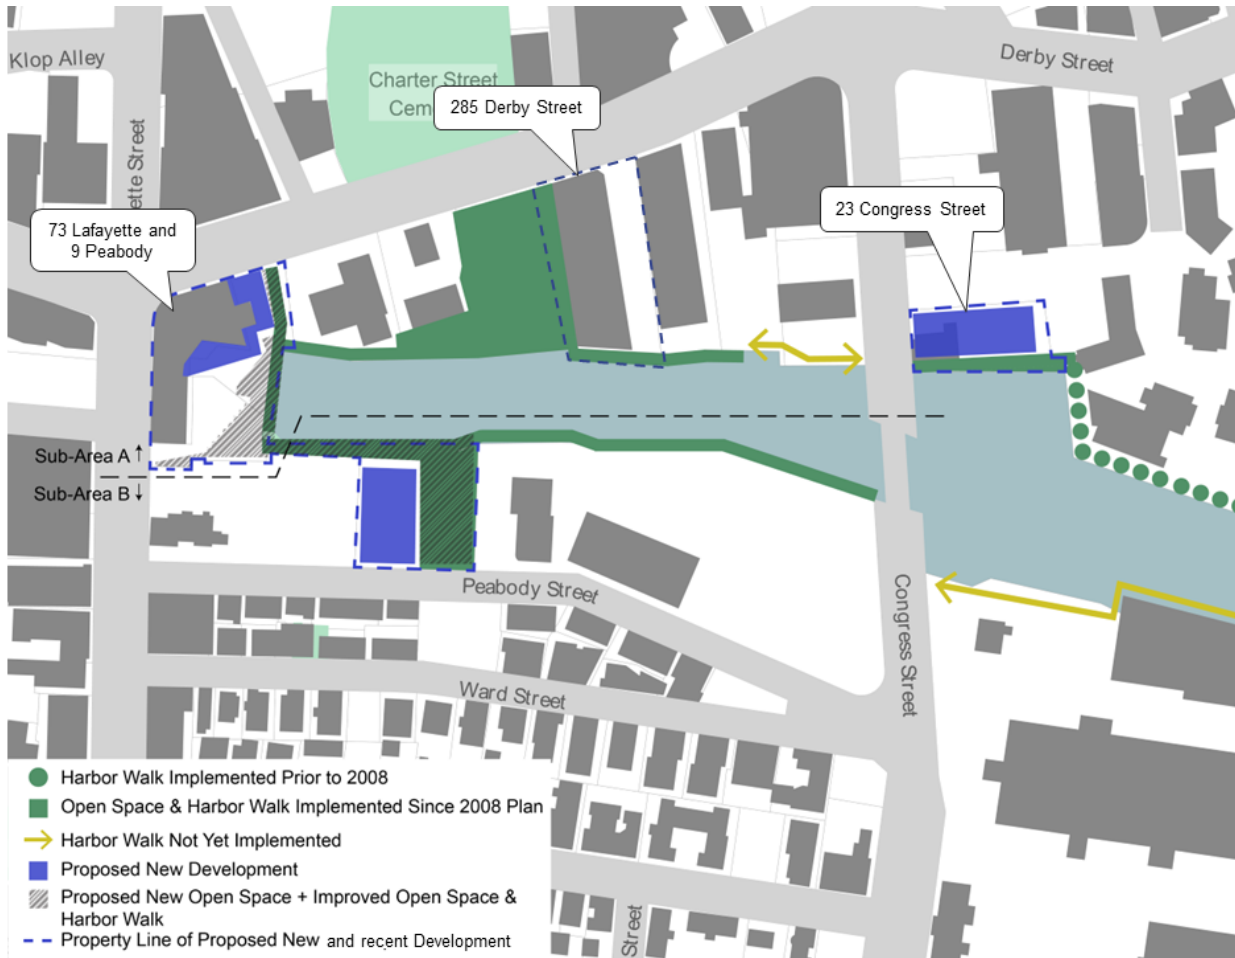 Klop Alley
Derby Street
Charter Street
Cem
285 Derby Street
ette Street
23 Congress Street
73 Lafayette and
9 Peabody
Sub-Area A ↑
Sub-Area B ↓
Peabody Street
Congress Street
Ward Street
Street
Harbor Walk Implemented Prior to 2008
Open Space & Harbor Walk Implemented Since 2008 Plan
Harbor Walk Not Yet Implemented
Proposed New Development
Proposed New Open Space + Improved Open Space &
Harbor Walk
Property Line of Proposed New and recent Development